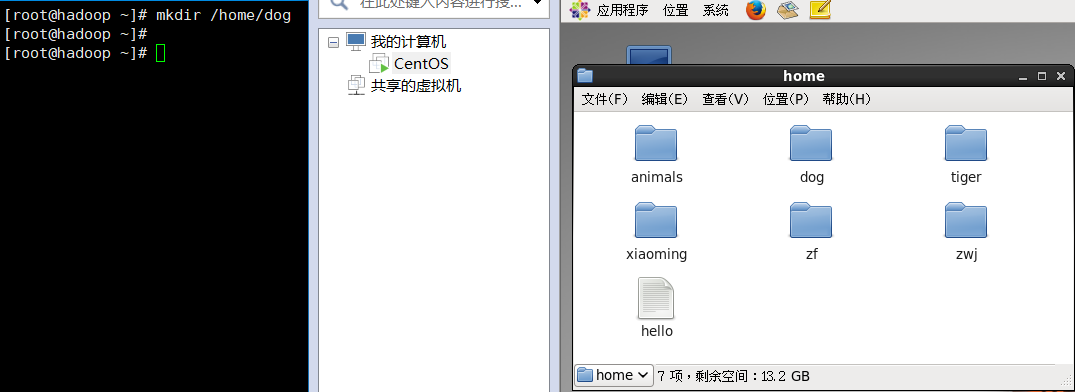 [root@hadoop ~]# mkdir /home/dog
[root@hadoop ~]#
[root@hadoop ~]#
在此处键入内容进行搜索...
我的计算机
CentOS
共享的虚拟机
应用程序 位置 系统
home
文件(F) 编辑(E) 查看(V) 位置(P) 帮助(H)
animals dog tiger
xiaoming zf zwj
hello
home 7 项，剩余空间：13.2 GB